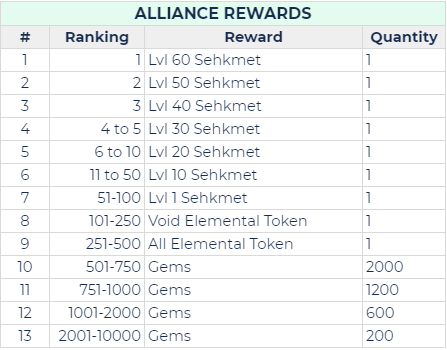 ALLIANCE REWARDS
# Ranking Reward Quantity
1 1 Lvl 60 Sehkmet 1
2 2 Lvl 50 Sehkmet 1
3 3 Lvl 40 Sehkmet 1
4 4 to 5 Lvl 30 Sehkmet 1
5 6 to 10 Lvl 20 Sehkmet 1
6 11 to 50 Lvl 10 Sehkmet 1
7 51-100 Lvl 1 Sehkmet 1
8 101-250 Void Elemental Token 1
9 251-500 All Elemental Token 1
10 501-750 Gems 2000
11 751-1000 Gems 1200
12 1001-2000 Gems 600
13 2001-10000 Gems 200